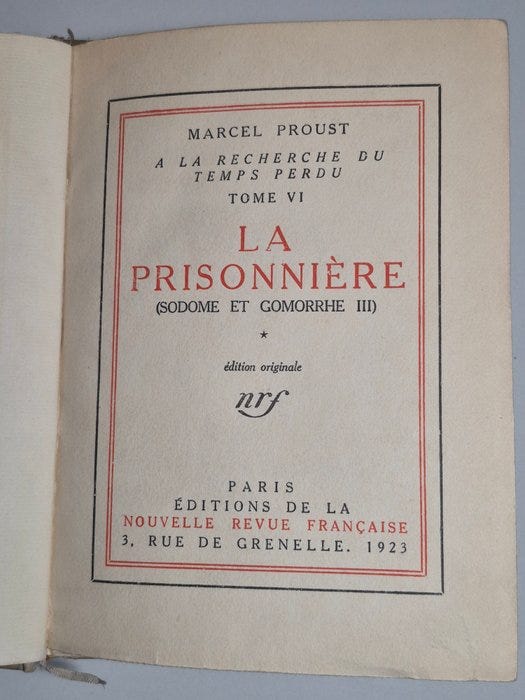 MARCEL PROUST
A LA RECHERCHE DU
TEMPS PERDU
TOME VI
LA
PRISONNIÈRE
(SODOME ET GOMORRHE III)
*
édition originale
nrf
PARIS
ÉDITIONS DE LA
NOUVELLE REVUE FRANÇAISE
3, RUE DE GRENELLE. 1923